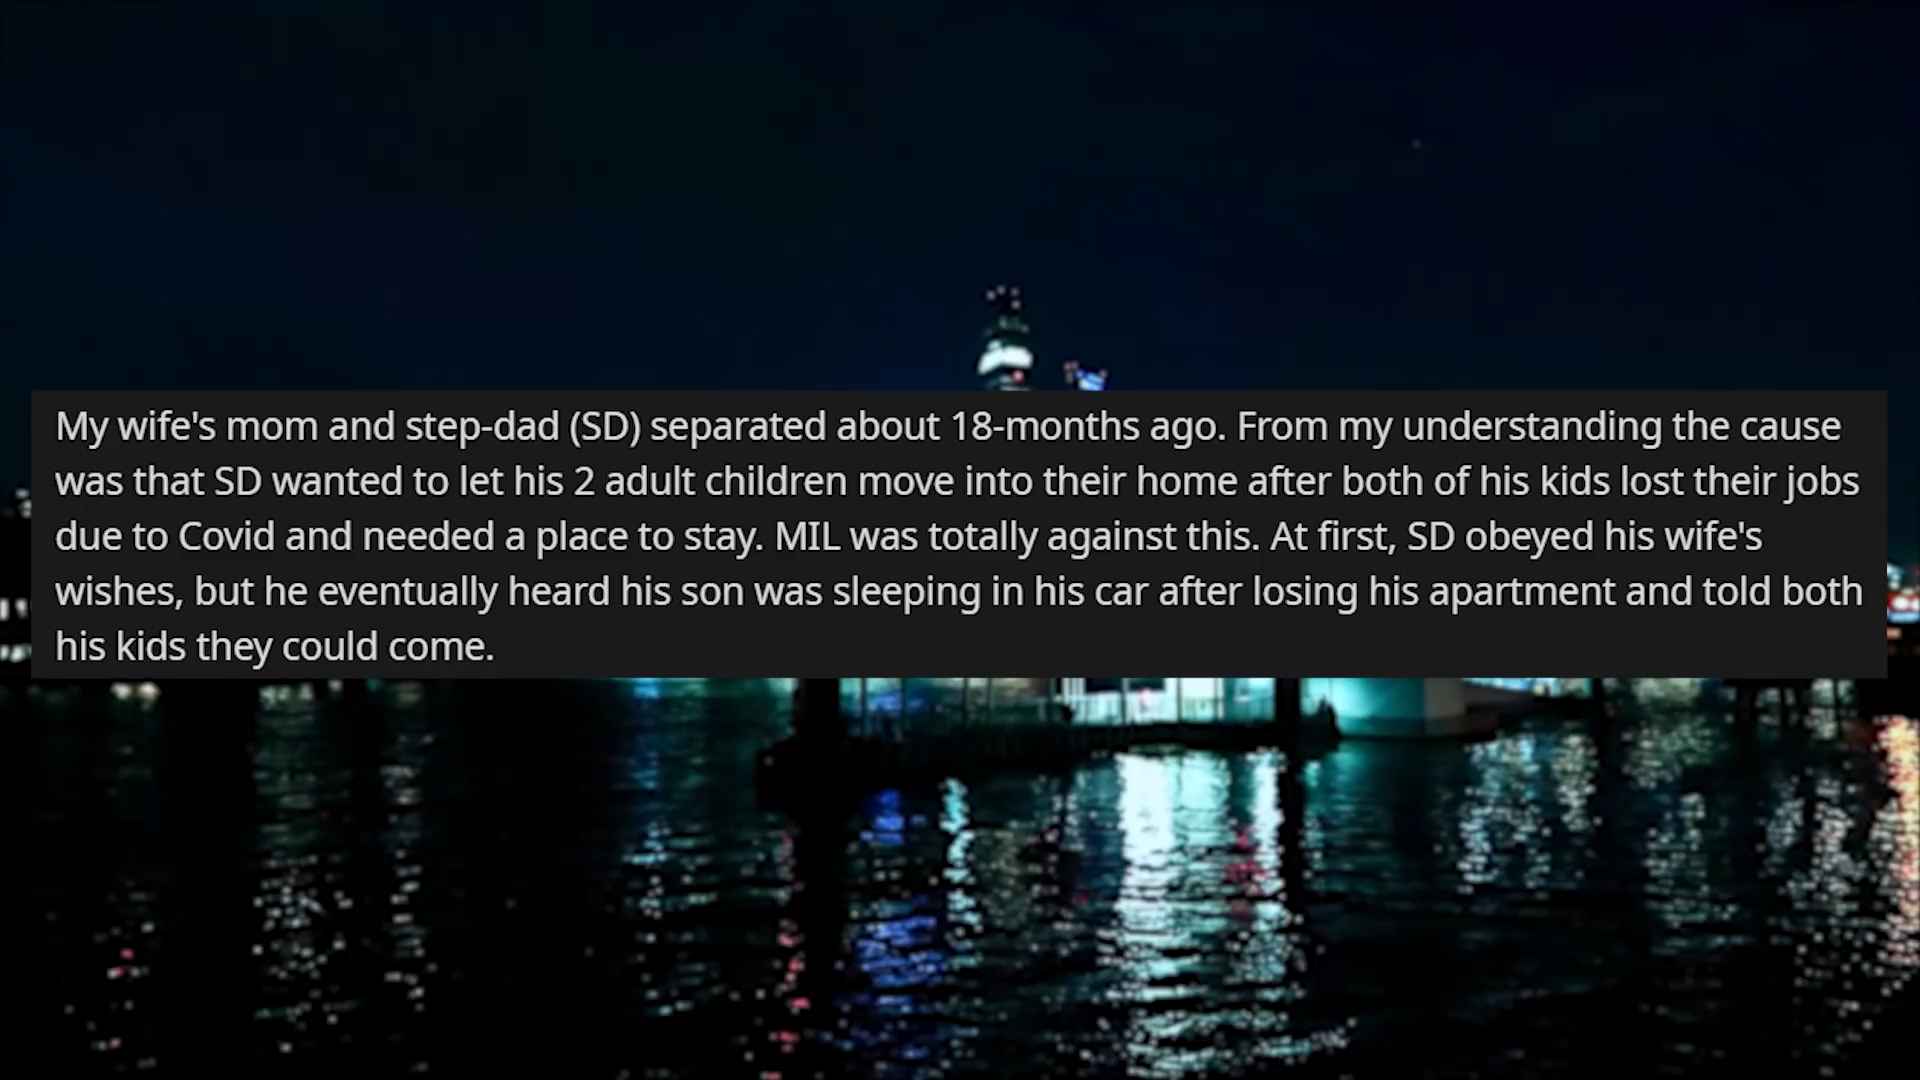 My wife's mom and step-dad (SD) separated about 18-months ago. From my understanding the cause
was that SD wanted to let his 2 adult children move into their home after both of his kids lost their jobs
due to Covid and needed a place to stay. MIL was totally against this. At first, SD obeyed his wife's
wishes, but he eventually heard his son was sleeping in his car after losing his apartment and told both
his kids they could come.